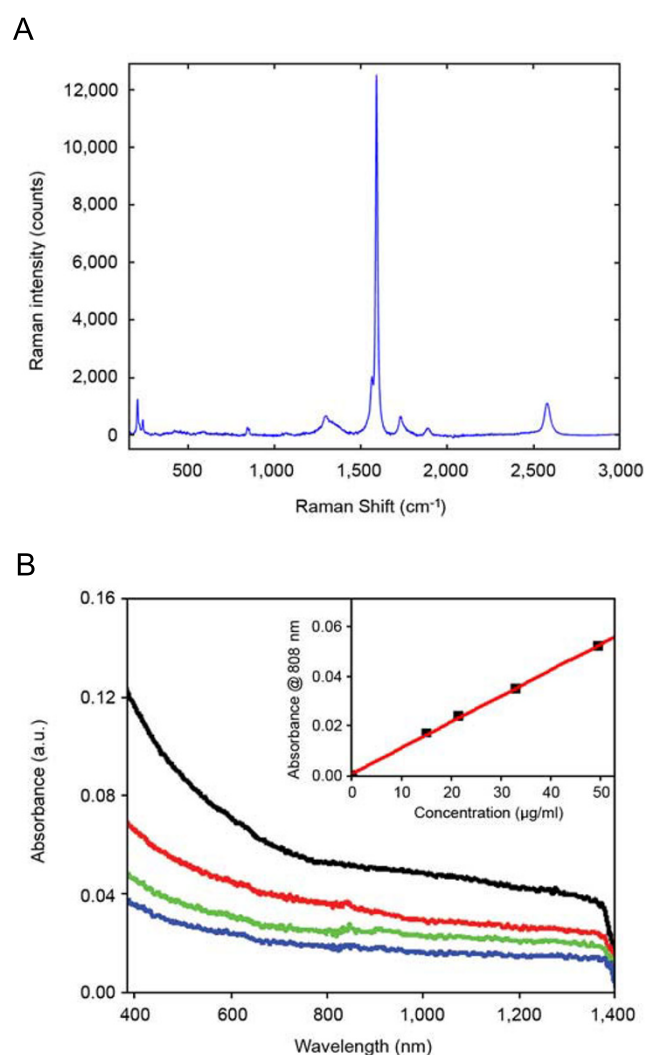 A
12,000
10,000
8,000
6,000
4,000
2,000
0
Raman intensity (counts)
500 1,000 1,500 2,000 2,500 3,000
Raman Shift (cm-1)
B
0.16
0.12
0.08
0.04
0.00
Absorbance (a.u.)
400 600 800 1,000 1,200 1,400
Wavelength (nm)
0.06
0.04
0.02
0.00
Absorbance @ 808 nm
0 10 20 30 40 50
Concentration (µg/ml)